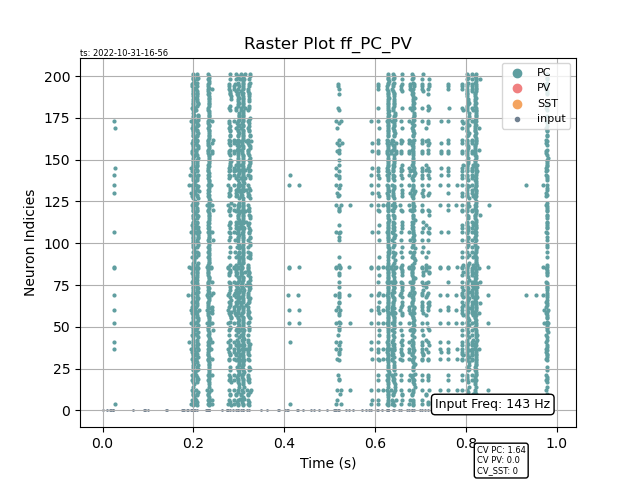 Raster Plot ff_PC_PV
ts: 2022-10-31-16-56
PC
PV
SST
input
Neuron Indicies
200
175
150
125
100
75
50
25
0
Input Freq: 143 Hz
0.0 0.2 0.4 0.6 0.8 1.0
Time (s)
CV PC: 1.64
CV PV: 0.0
CV_SST: 0